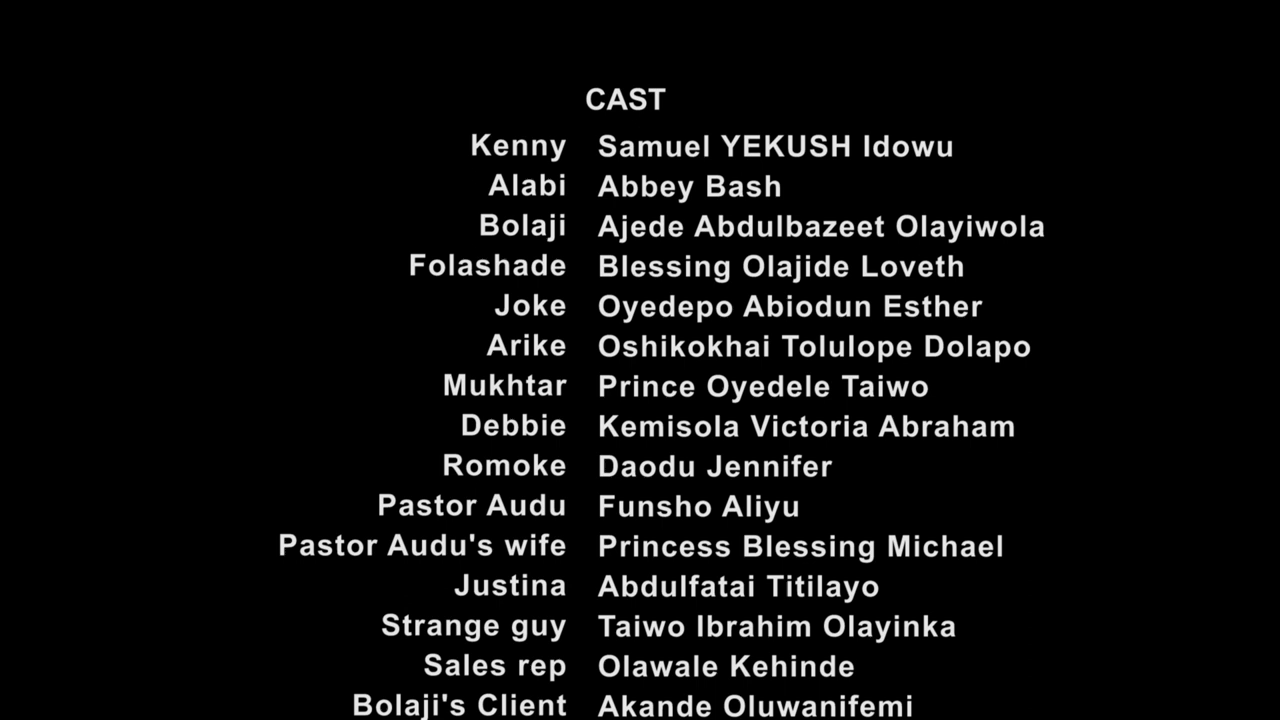 CAST
Kenny Samuel YEKUSH Idowu
Alabi Abbey Bash
Bolaji Ajede Abdulbazeet Olayiwola
Folashade Blessing Olajide Loveth
Joke Oyedepo Abiodun Esther
Arike Oshikokhai Tolulope Dolapo
Mukhtar Prince Oyedele Taiwo
Debbie Kemisola Victoria Abraham
Romoke Daodu Jennifer
Pastor Audu Funsho Aliyu
Pastor Audu's wife Princess Blessing Michael
Justina Abdulfatai Titilayo
Strange guy Taiwo Ibrahim Olayinka
Sales rep Olawale Kehinde
Bolaji's Client Akande Oluwanifemi